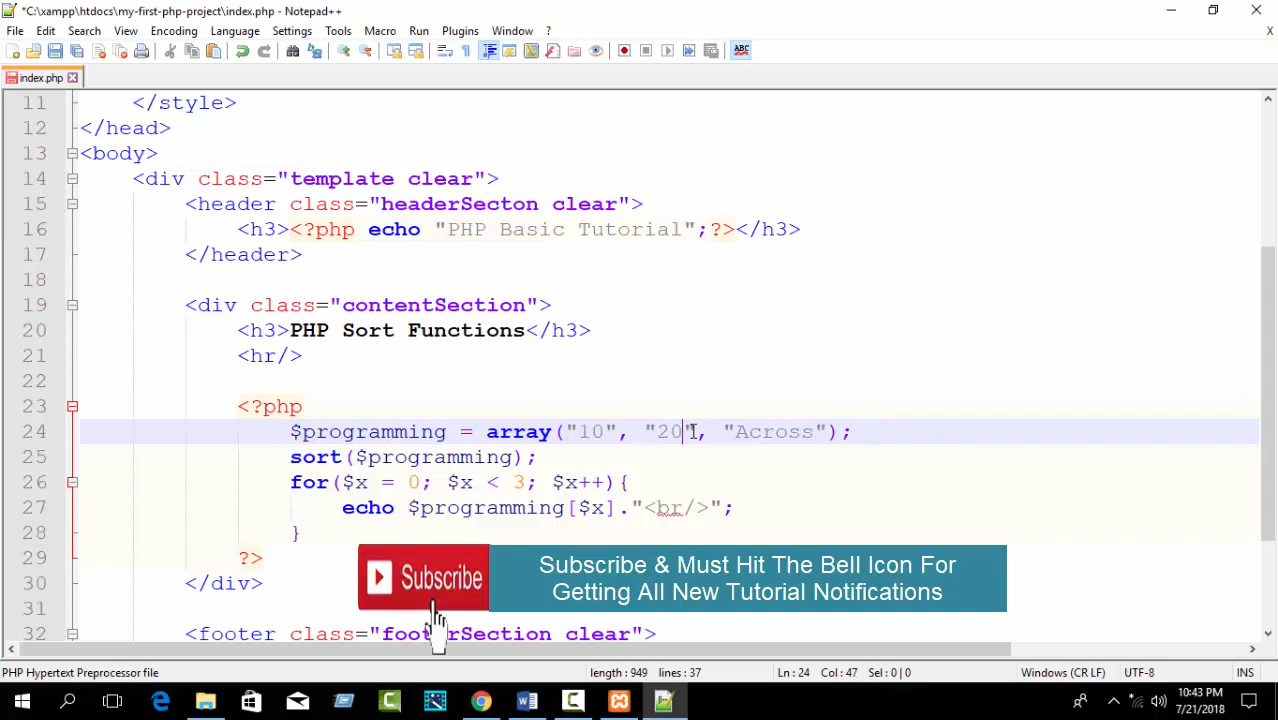 *C:\xampp\htdocs\my-first-php-project\index.php - Notepad++
File Edit Search View Encoding Language Settings Tools Macro Run Plugins Window ? X
ABC
index.php
11 </style>
12 </head>
13 <body>
14 <div class="template clear">
15 <header class="headerSecton clear">
16 <h3><?php echo "PHP Basic Tutorial";?></h3>
17 </header>
18
19 <div class="contentSection">
20 <h3>PHP Sort Functions</h3>
21 <hr/>
22
23 <?php
24 $programming = array("10", "20", "Across");
25 sort($programming);
26 for($x = 0; $x < 3; $x++){
27 echo $programming[$x]."<br/>";
28 }
29 ?>
30 </div>
31
32 <footer class="footerSection clear">
Subscribe
Subscribe & Must Hit The Bell Icon For
Getting All New Tutorial Notifications
PHP Hypertext Preprocessor file length : 949 lines : 37 Ln : 24 Col : 47 Sel : 0 | 0 Windows (CR LF) UTF-8 INS
10:43 PM
7/21/2018